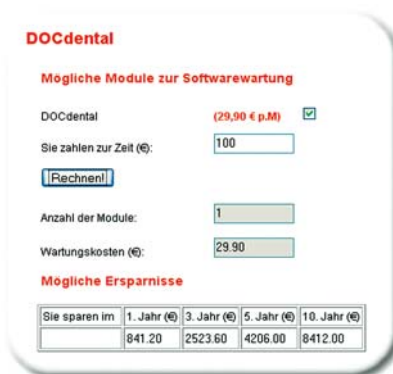 DOCdental
Mögliche Module zur Softwarewartung
DOCdental (29,90 € p.M)
Sie zahlen zur Zeit (€): 100
Rechnen!
Anzahl der Module: 1
Wartungskosten (€): 29.90
Mögliche Ersparnisse
Sie sparen im 1. Jahr (€) 3. Jahr (€) 5. Jahr (€) 10. Jahr (€)
841.20 2523.60 4206.00 8412.00